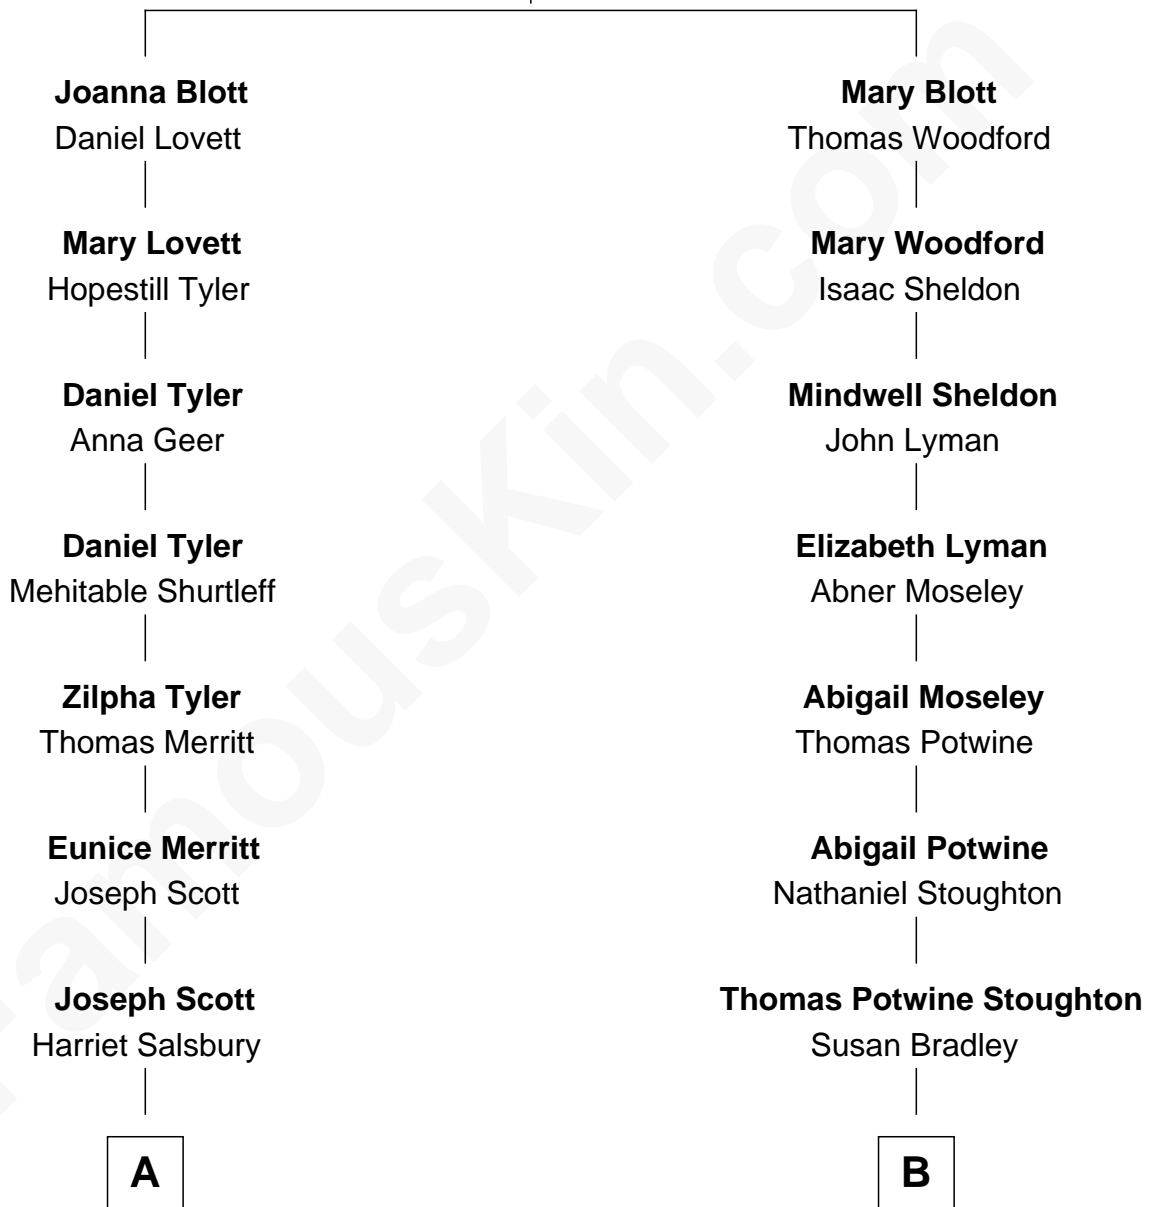 Joanna Blott
Daniel Lovett
Mary Lovett
Hopestill Tyler
Daniel Tyler
Anna Geer
Daniel Tyler
Mehitable Shurtleff
Zilpha Tyler
Thomas Merritt
Eunice Merritt
Joseph Scott
Joseph Scott
Harriet Salsbury
A
Mary Blott
Thomas Woodford
Mary Woodford
Isaac Sheldon
Mindwell Sheldon
John Lyman
Elizabeth Lyman
Abner Moseley
Abigail Moseley
Thomas Potwine
Abigail Potwine
Nathaniel Stoughton
Thomas Potwine Stoughton
Susan Bradley
B
FamousKin.com